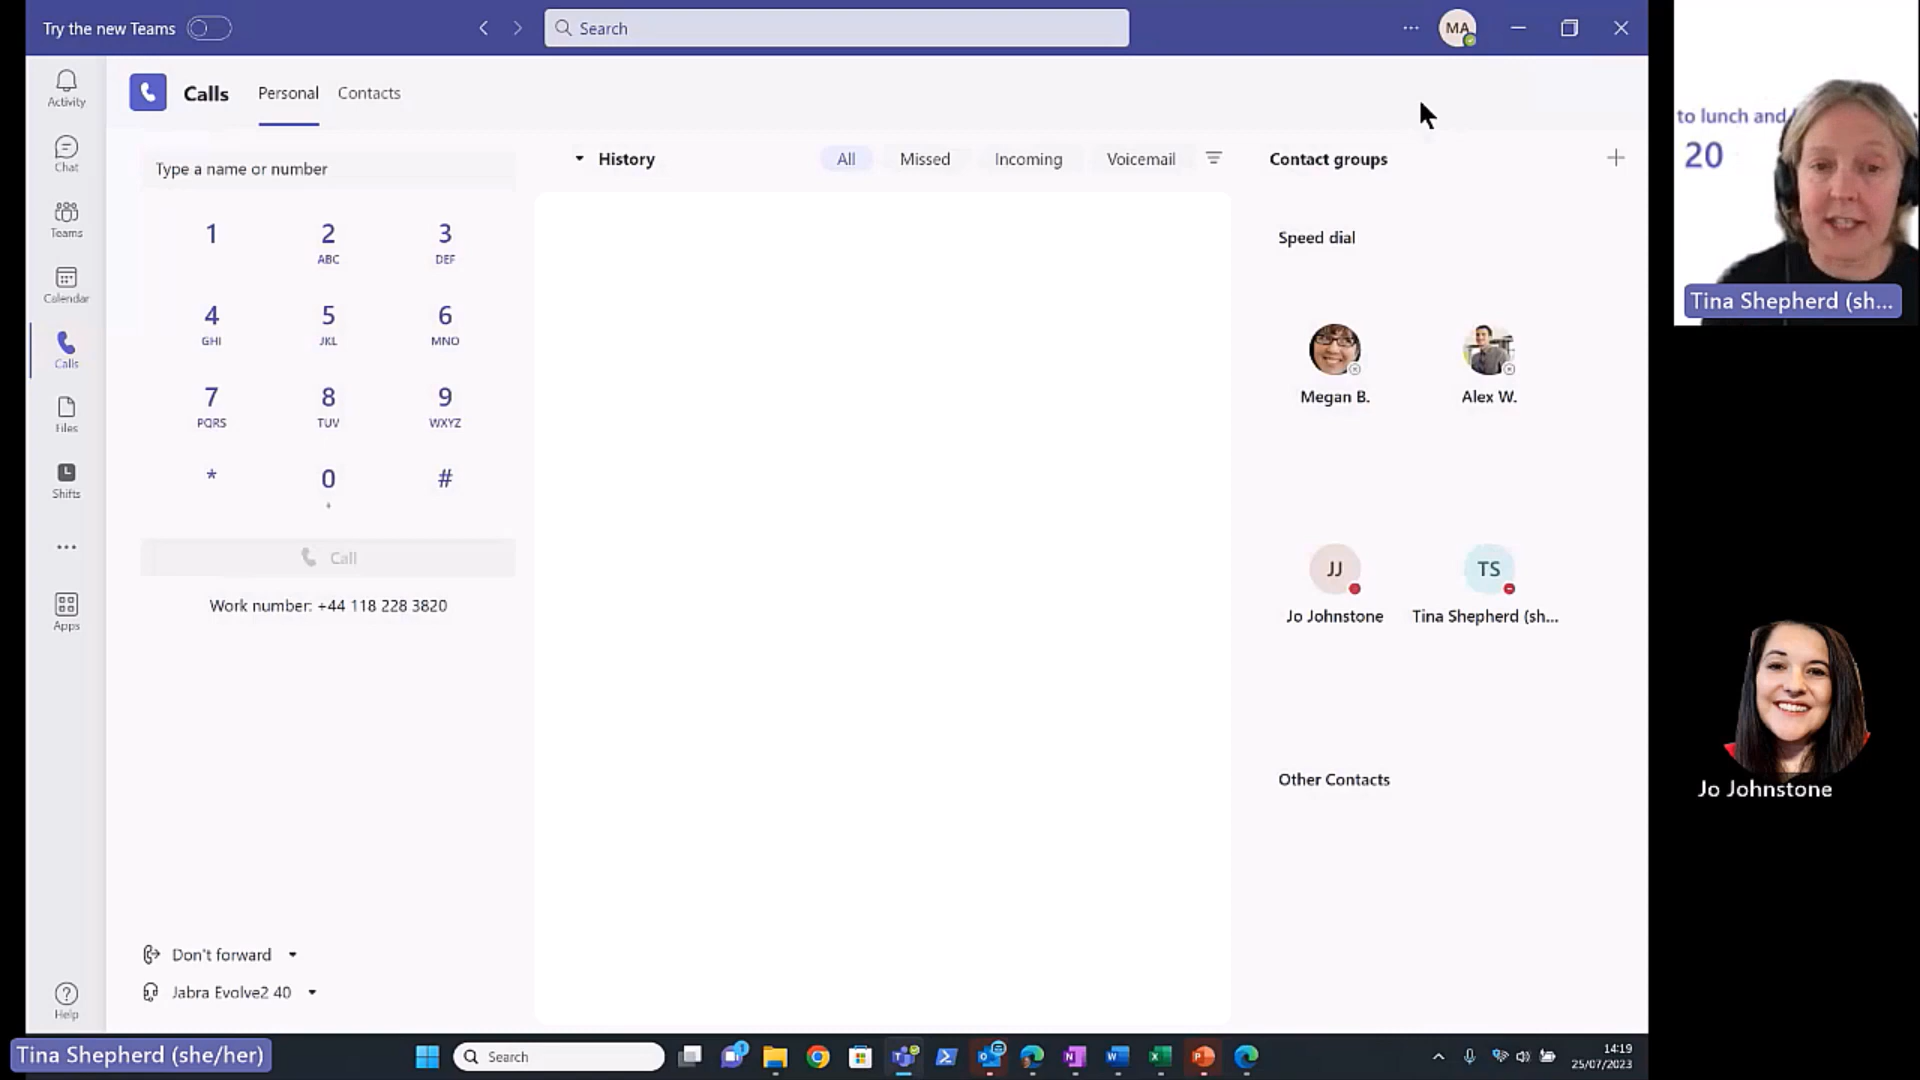 Try the new Teams
Search
MA
Activity
Chat
Teams
Calendar
Calls
Files
Shifts
Apps
Help
Calls
Personal
Contacts
Type a name or number
1
2
ABC
3
DEF
4
GHI
5
JKL
6
MNO
7
PQRS
8
TUV
9
WXYZ
*
0
+
#
Call
Work number: +44 118 228 3820
Don't forward
Jabra Evolve2 40
History
All
Missed
Incoming
Voicemail
Contact groups
Speed dial
Megan B.
Alex W.
JJ
TS
Jo Johnstone
Tina Shepherd (sh...
Other Contacts
to lunch and
20
Tina Shepherd (sh...
Jo Johnstone
Tina Shepherd (she/her)
Search
14:19
25/07/2023